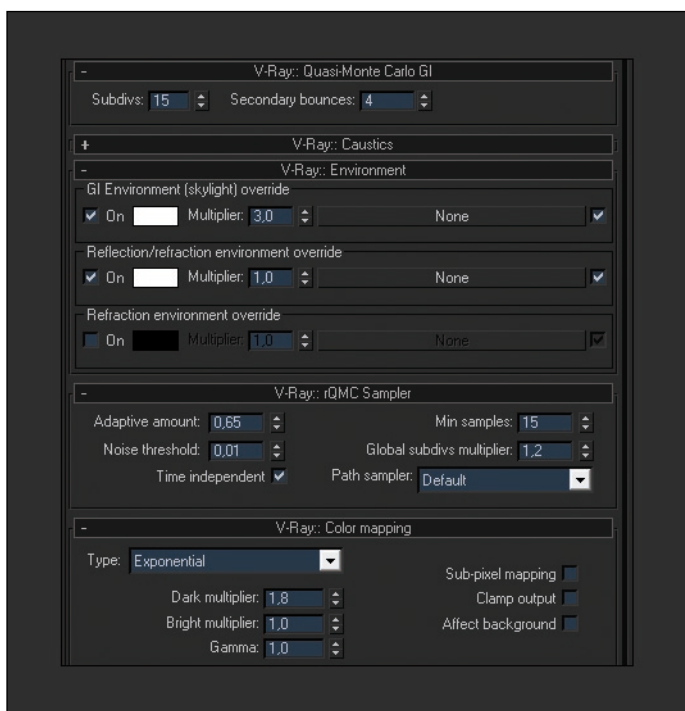 - V-Ray:: Quasi-Monte Carlo GI
Subdivs: 15 Secondary bounces: 4
+ V-Ray:: Caustics
- V-Ray:: Environment
GI Environment (skylight) override
On Multiplier: 3,0 None
Reflection/refraction environment override
On Multiplier: 1,0 None
Refraction environment override
On Multiplier: 1,0 None
- V-Ray:: rQMC Sampler
Adaptive amount: 0,65 Min samples: 15
Noise threshold: 0,01 Global subdivs multiplier: 1,2
Time independent Path sampler: Default
- V-Ray:: Color mapping
Type: Exponential
Sub-pixel mapping
Dark multiplier: 1,8 Clamp output
Bright multiplier: 1,0 Affect background
Gamma: 1,0